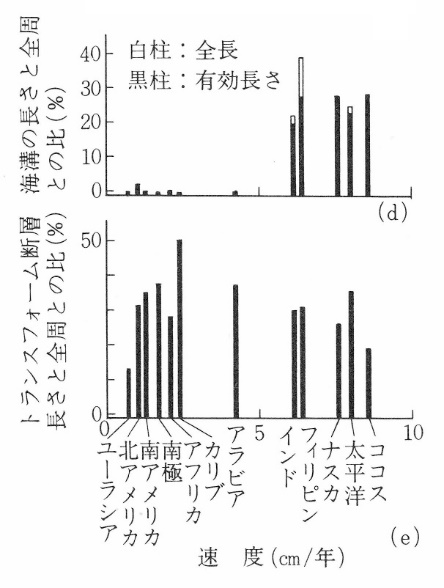 海溝の長さと全周
との比(%)
40
30
20
10
0
白柱：全長
黒柱：有効長さ
(d)
トランスフォーム断層
長さと全周との比(%)
50
0
0
5
10
ユーラシア
北アメリカ
南アメリカ
南極
アフリカ
カリブ
アラビア
インド
フィリピン
ナスカ
太平洋
ココス
(e)
速 度(cm/年)